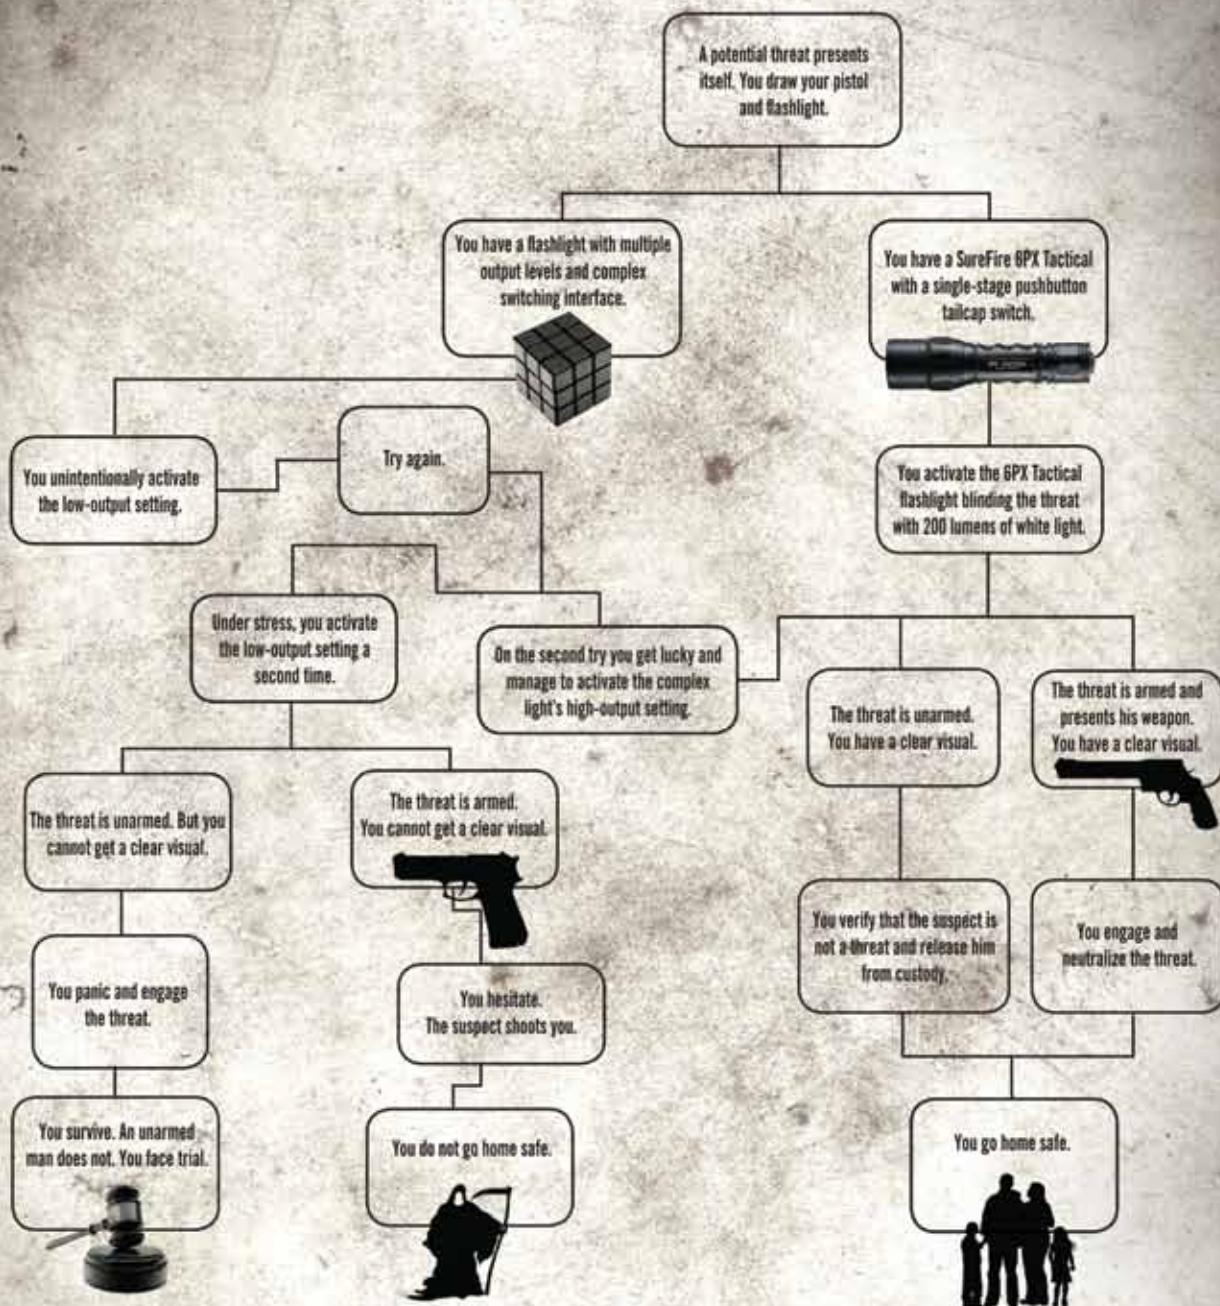 A potential threat presents
itself. You draw your pistol
and flashlight.
You have a flashlight with multiple
output levels and complex
switching interface.
You have a SureFire 6PX Tactical
with a single-stage pushbutton
tailcap switch.
You unintentionally activate
the low-output setting.
Try again.
You activate the 6PX Tactical
flashlight blinding the threat
with 200 lumens of white light.
Under stress, you activate
the low-output setting a
second time.
On the second try you get lucky and
manage to activate the complex
light's high-output setting.
The threat is unarmed.
You have a clear visual.
The threat is armed and
presents his weapon.
You have a clear visual.
The threat is unarmed. But you
cannot get a clear visual.
The threat is armed.
You cannot get a clear visual.
You verify that the suspect is
not a threat and release him
from custody.
You engage and
neutralize the threat.
You panic and engage
the threat.
You hesitate.
The suspect shoots you.
You survive. An unarmed
man does not. You face trial.
You do not go home safe.
You go home safe.